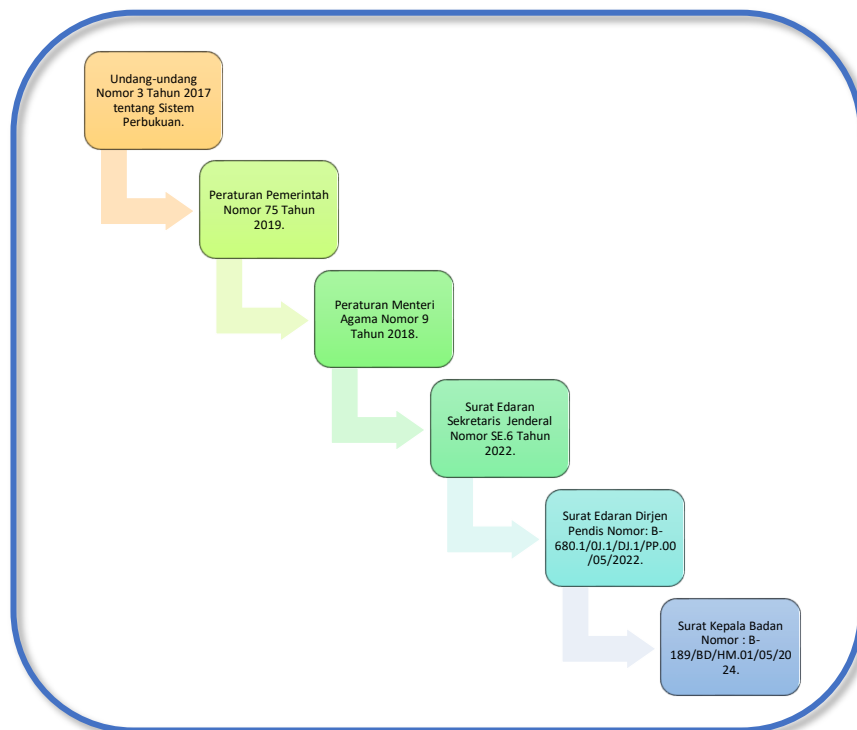 Undang-undang
Nomor 3 Tahun 2017
tentang Sistem
Perbukuan.
Peraturan Pemerintah
Nomor 75 Tahun
2019.
Peraturan Menteri
Agama Nomor 9
Tahun 2018.
Surat Edaran
Sekretaris Jenderal
Nomor SE.6 Tahun
2022.
Surat Edaran Dirjen
Pendis Nomor: B-
680.1/0J.1/DJ.1/PP.00
/05/2022.
Surat Kepala Badan
Nomor : B-
189/BD/HM.01/05/20
24.